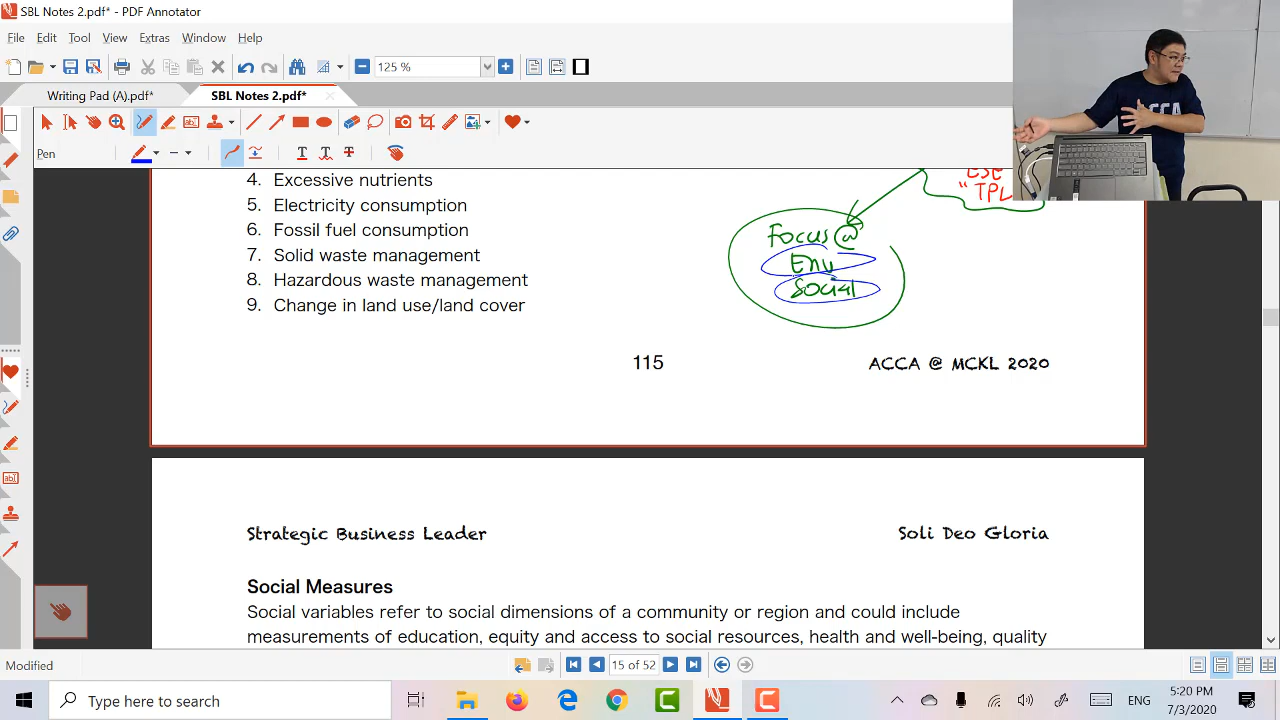 SBL Notes 2.pdf* - PDF Annotator
File Edit Tool View Extras Window Help
125 %
Writing Pad (A).pdf* SBL Notes 2.pdf*
Pen
4. Excessive nutrients
5. Electricity consumption
6. Fossil fuel consumption
7. Solid waste management
8. Hazardous waste management
9. Change in land use/land cover
ESE
"TPL
Focus @
Env
Social
ACCA
115 ACCA @ MCKL 2020
Strategic Business Leader Soli Deo Gloria
Social Measures
Social variables refer to social dimensions of a community or region and could include
measurements of education, equity and access to social resources, health and well-being, quality
Modified 15 of 52
Type here to search
ENG
5:20 PM
7/3/2020